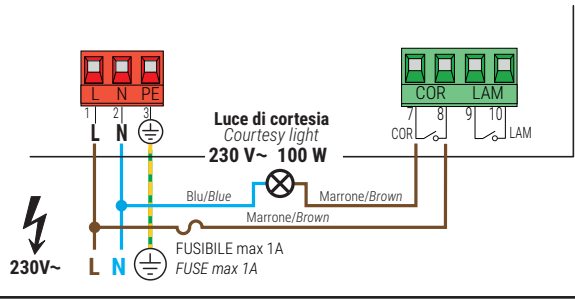 L N PE
COR LAM
1 2 3
7 8 9 10
L N
COR LAM
Luce di cortesia
Courtesy light
230 V~ 100 W
Blu/Blue
Marrone/Brown
Marrone/Brown
FUSIBILE max 1A
FUSE max 1A
230V~
L N